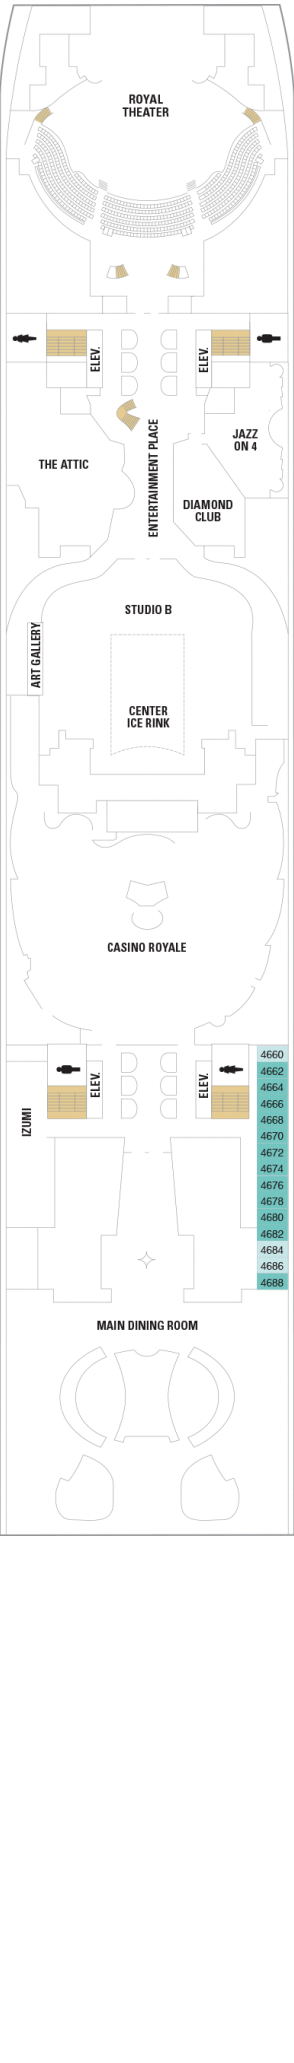 ROYAL
THEATER
ELEV.
ELEV.
ENTERTAINMENT PLACE
JAZZ
ON 4
THE ATTIC
DIAMOND
CLUB
STUDIO B
ART GALLERY
CENTER
ICE RINK
CASINO ROYALE
ELEV.
ELEV.
IZUMI
4660
4662
4664
4666
4668
4670
4672
4674
4676
4678
4680
4682
4684
4686
4688
MAIN DINING ROOM